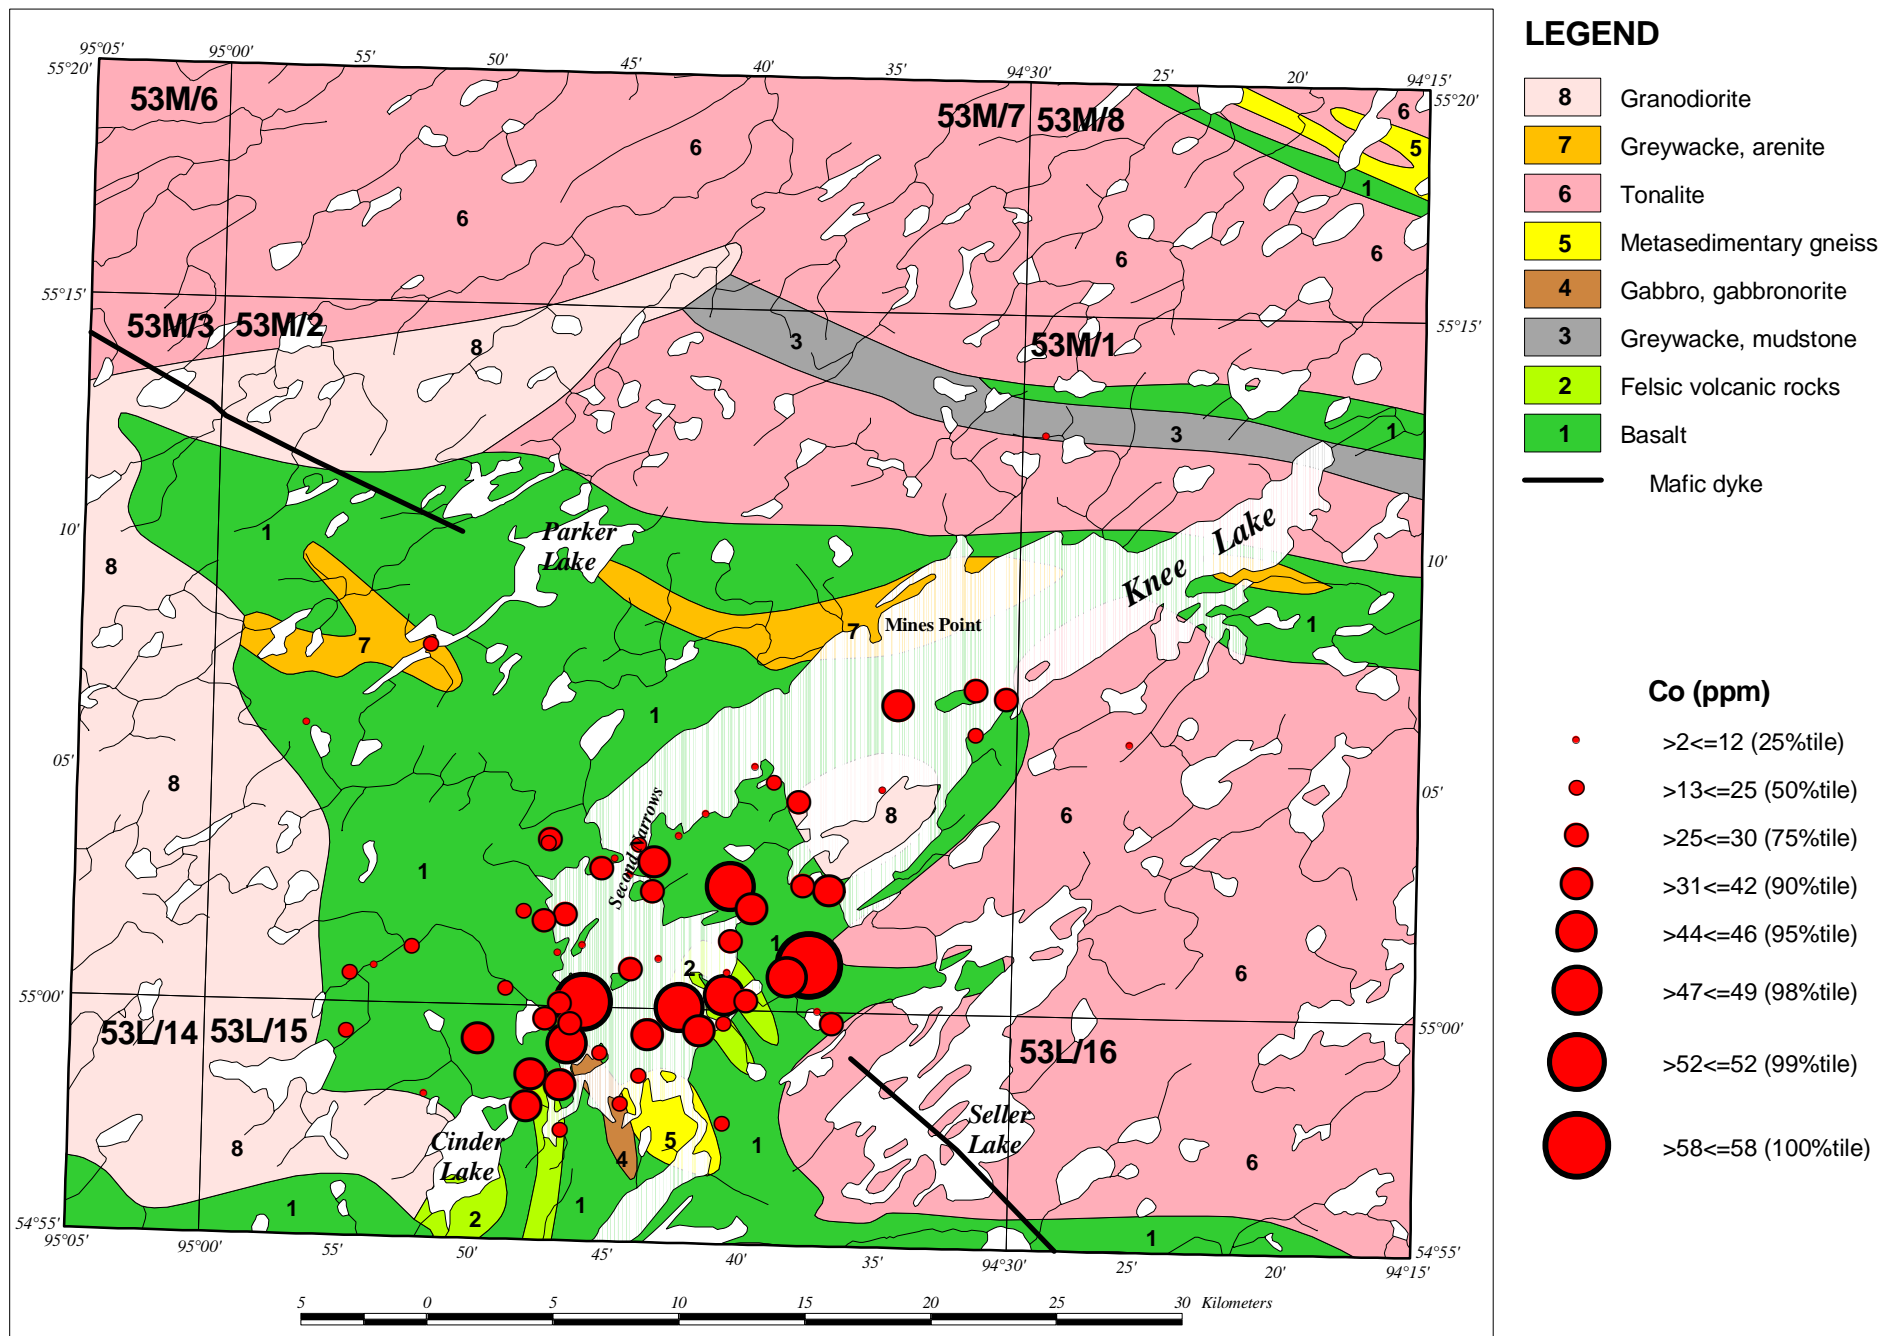 95°05'
95°00'
55'
50'
45'
40'
35'
94°30'
25'
20'
94°15'
55°20'
55°20'
53M/6
53M/7
53M/8
6
6
5
1
6
6
6
6
55°15'
55°15'
53M/3
53M/2
53M/1
8
3
3
1
10'
10'
1
8
Parker
Lake
Knee Lake
7
7
Mines Point
1
1
05'
05'
8
8
6
Second Narrows
1
1
2
6
55°00'
55°00'
53L/14
53L/15
53L/16
Cinder
Lake
Seller
Lake
8
5
4
1
6
1
2
1
1
54°55'
54°55'
95°05'
95°00'
55'
50'
45'
40'
35'
94°30'
25'
20'
94°15'
5
0
5
10
15
20
25
30
Kilometers
LEGEND
8 Granodiorite
7 Greywacke, arenite
6 Tonalite
5 Metasedimentary gneiss
4 Gabbro, gabbronorite
3 Greywacke, mudstone
2 Felsic volcanic rocks
1 Basalt
Mafic dyke
Co (ppm)
>2<=12 (25%tile)
>13<=25 (50%tile)
>25<=30 (75%tile)
>31<=42 (90%tile)
>44<=46 (95%tile)
>47<=49 (98%tile)
>52<=52 (99%tile)
>58<=58 (100%tile)